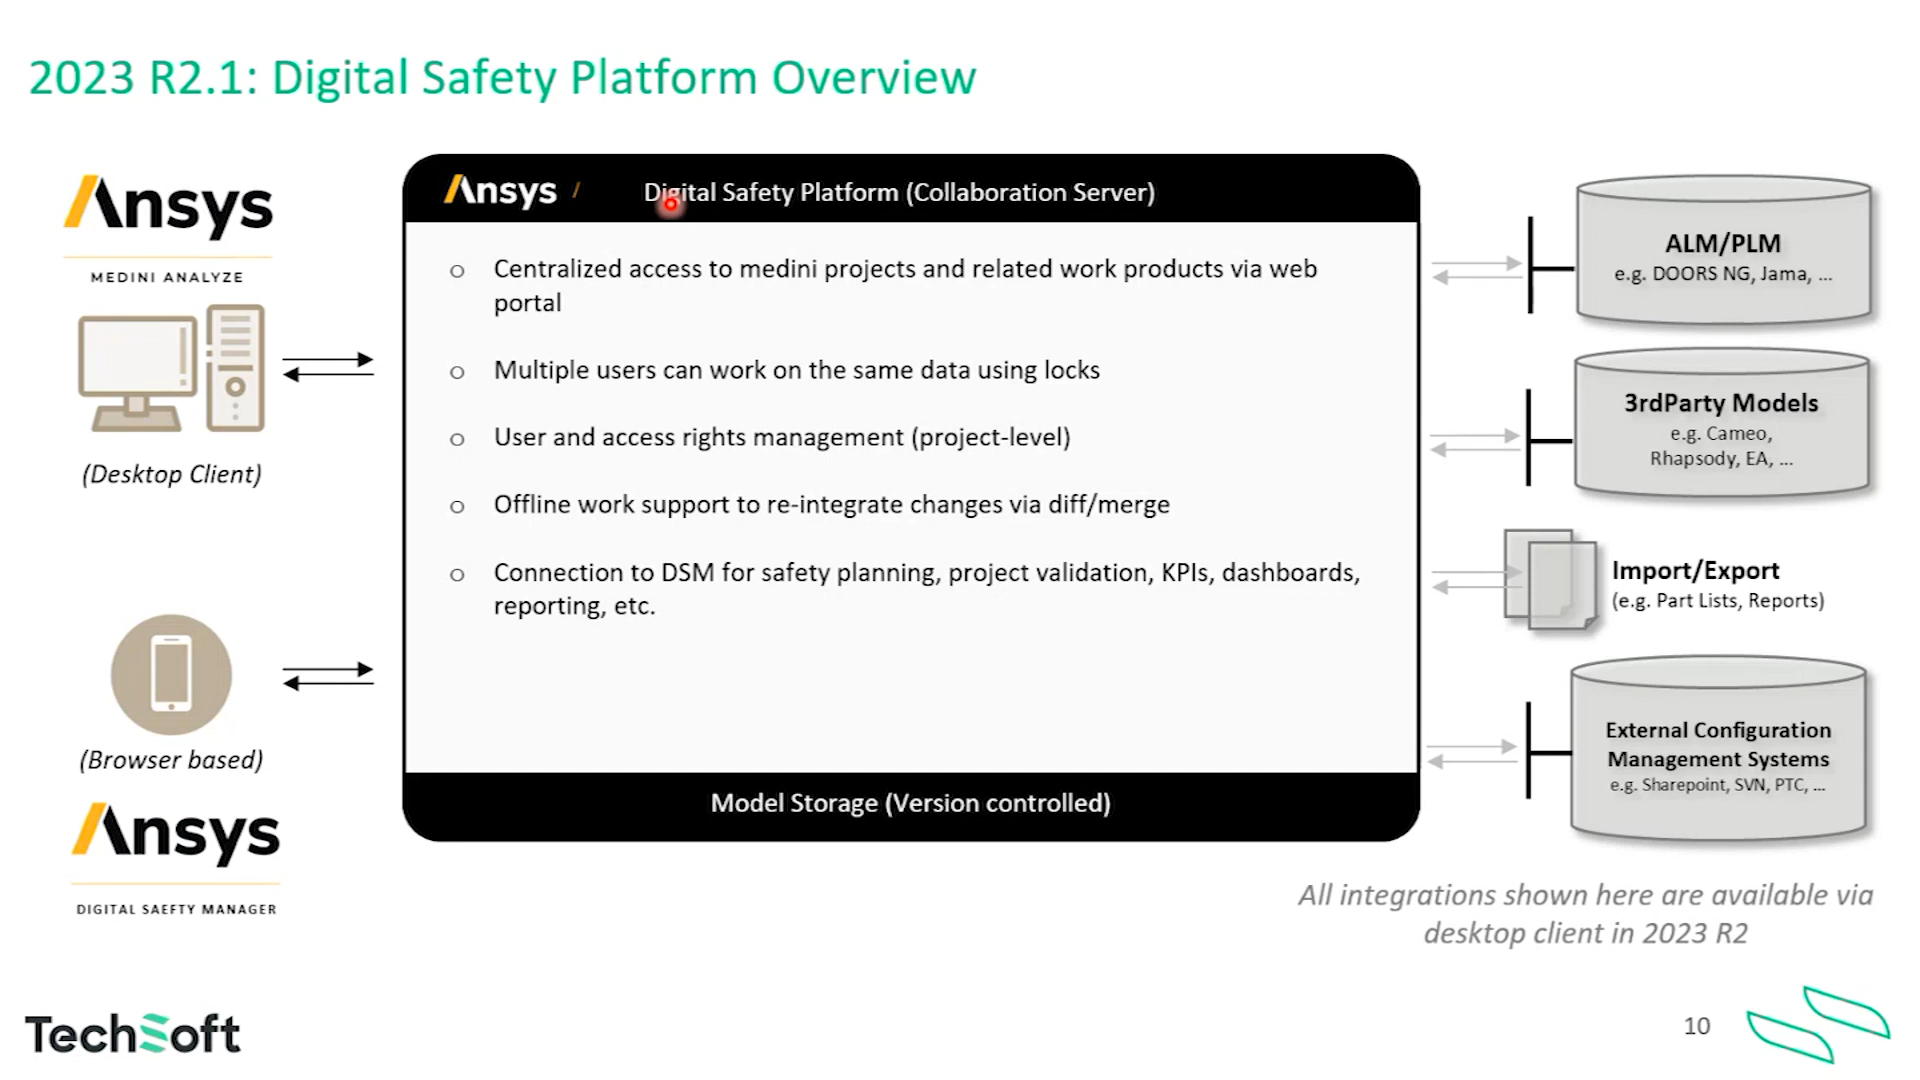 2023 R2.1: Digital Safety Platform Overview
Ansys
MEDINI ANALYZE
(Desktop Client)
(Browser based)
Ansys
DIGITAL SAEFTY MANAGER
Ansys / Digital Safety Platform (Collaboration Server)
o Centralized access to medini projects and related work products via web
portal
o Multiple users can work on the same data using locks
o User and access rights management (project-level)
o Offline work support to re-integrate changes via diff/merge
o Connection to DSM for safety planning, project validation, KPIs, dashboards,
reporting, etc.
Model Storage (Version controlled)
ALM/PLM
e.g. DOORS NG, Jama, ...
3rdParty Models
e.g. Cameo,
Rhapsody, EA, ...
Import/Export
(e.g. Part Lists, Reports)
External Configuration
Management Systems
e.g. Sharepoint, SVN, PTC, ...
All integrations shown here are available via
desktop client in 2023 R2
TechSoft
10